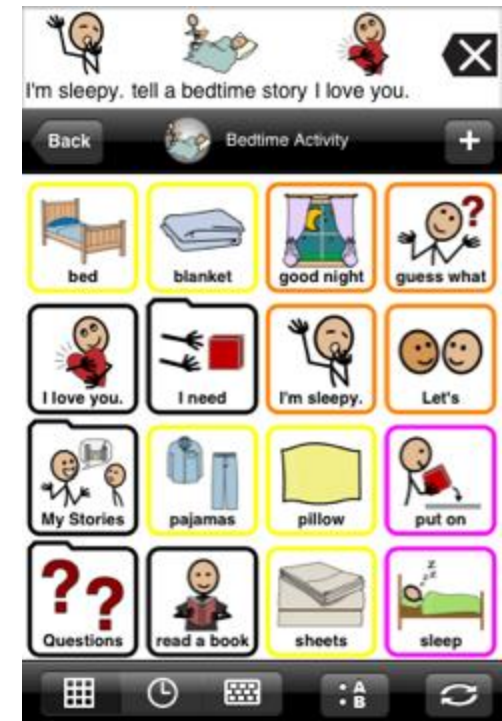 I'm sleepy. tell a bedtime story I love you.
Back Bedtime Activity +
bed blanket good night guess what
I love you. I need I'm sleepy. Let's
My Stories pajamas pillow put on
Questions read a book sheets sleep
A
B